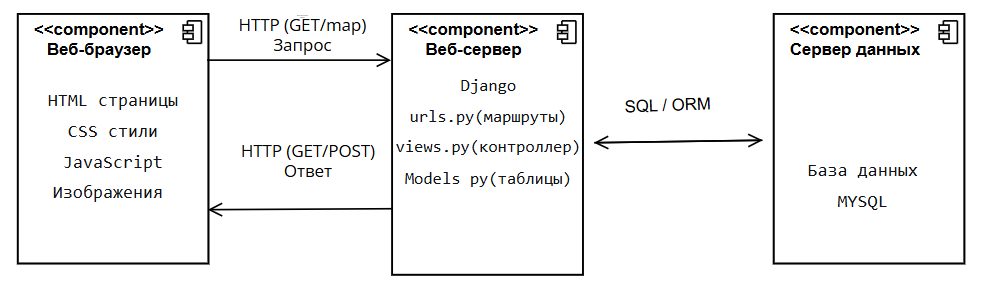 <<component>>
Веб-браузер
HTML страницы
CSS стили
JavaScript
Изображения
HTTP (GET/map)
Запрос
HTTP (GET/POST)
Ответ
<<component>>
Веб-сервер
Django
urls.py(маршруты)
views.py(контроллер)
Models py(таблицы)
SQL / ORM
<<component>>
Сервер данных
База данных
MYSQL